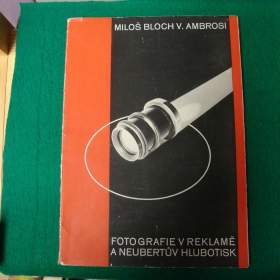 MILOŠ BLOCH V. AMBROSI
FOTOGRAFIE V REKLAMĚ
A NEUBERTŮV HLUBOTISK